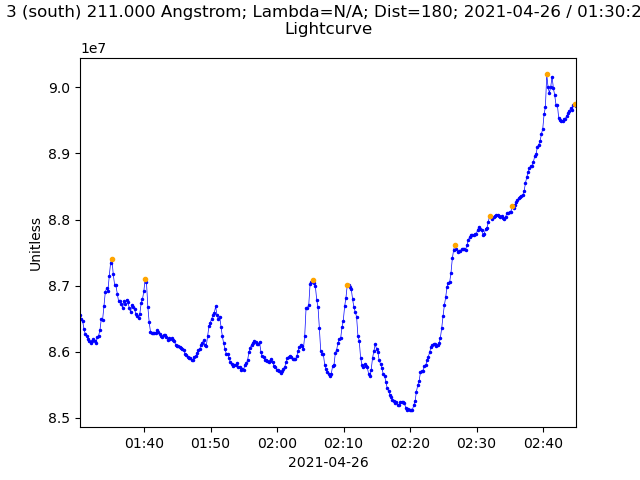 3 (south) 211.000 Angstrom; Lambda=N/A; Dist=180; 2021-04-26 / 01:30:2
Lightcurve
1e7
9.0
8.9
8.8
8.7
8.6
8.5
Unitless
01:40 01:50 02:00 02:10 02:20 02:30 02:40
2021-04-26